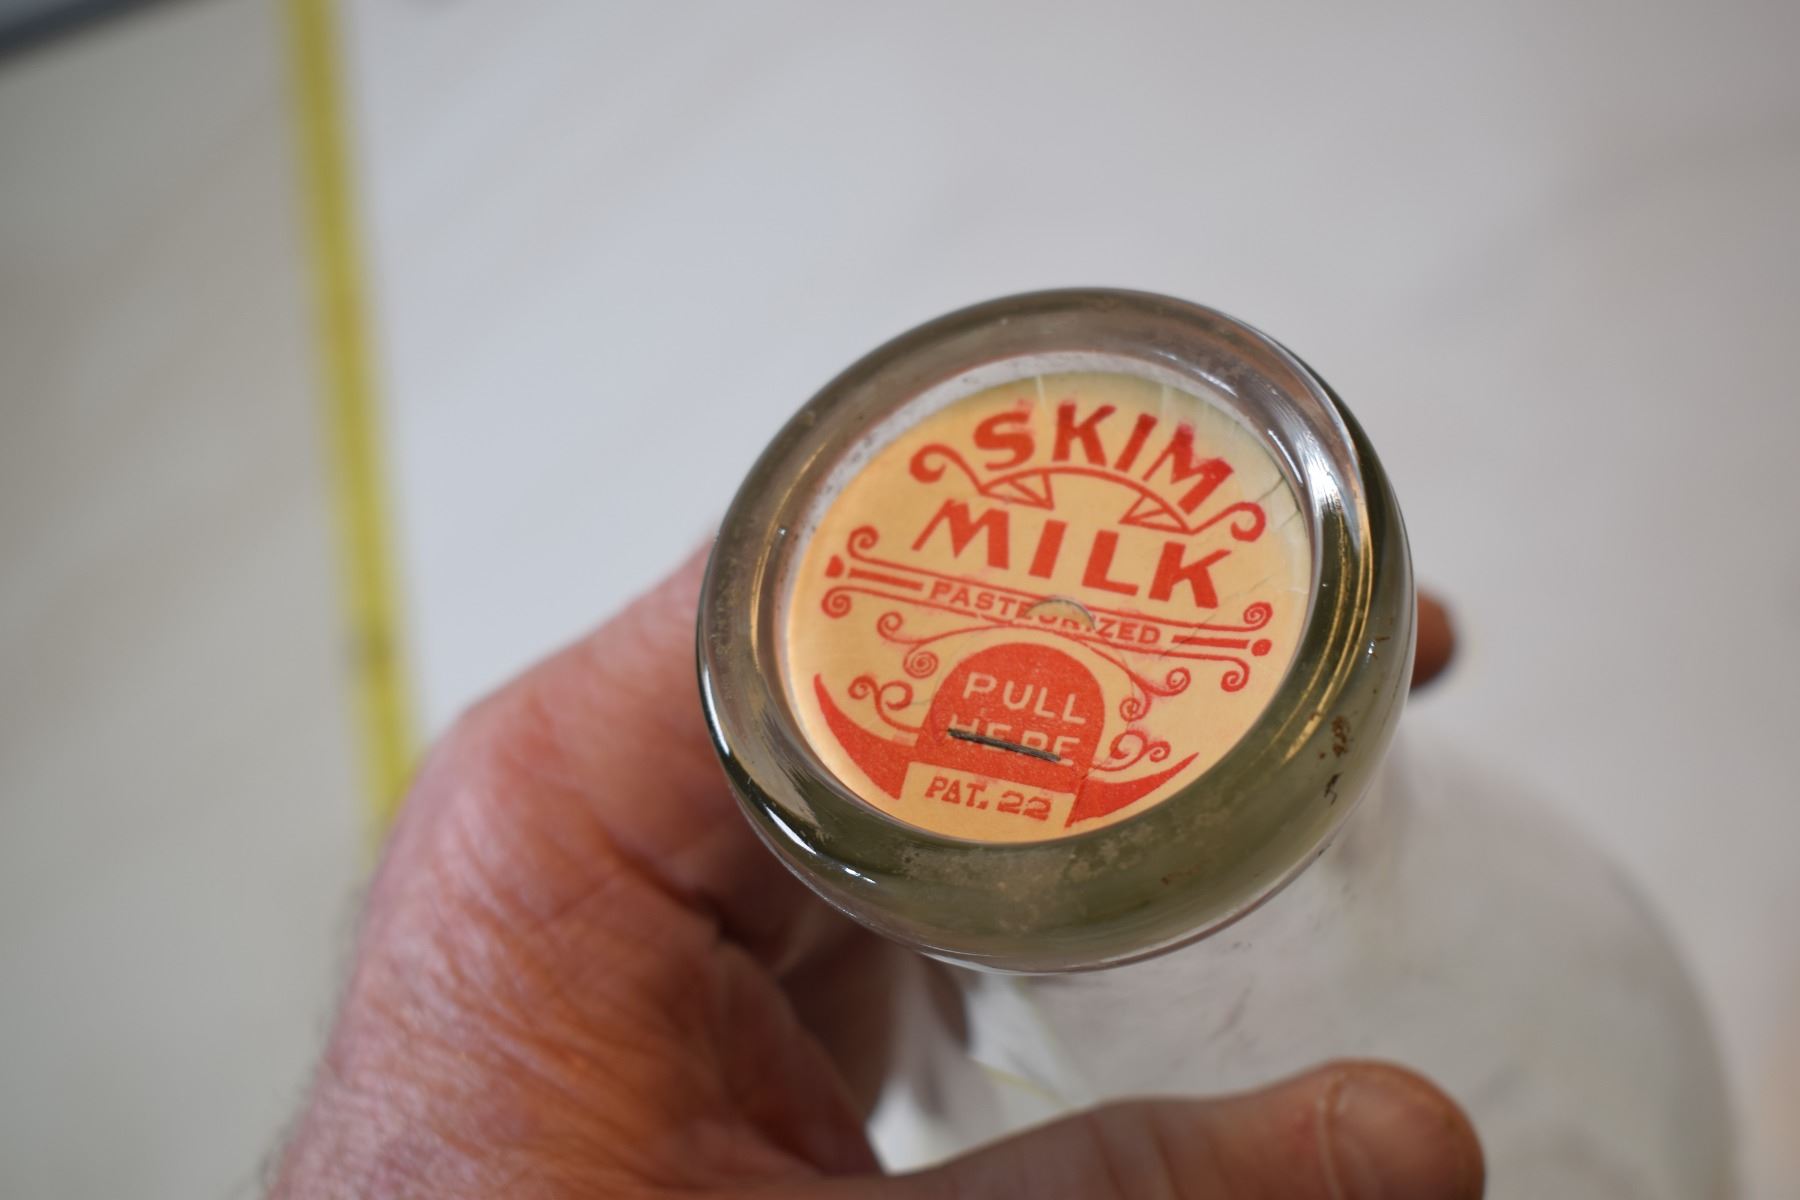 SKIM
MILK
PASTEURIZED
PULL
HERE
PAT. 22